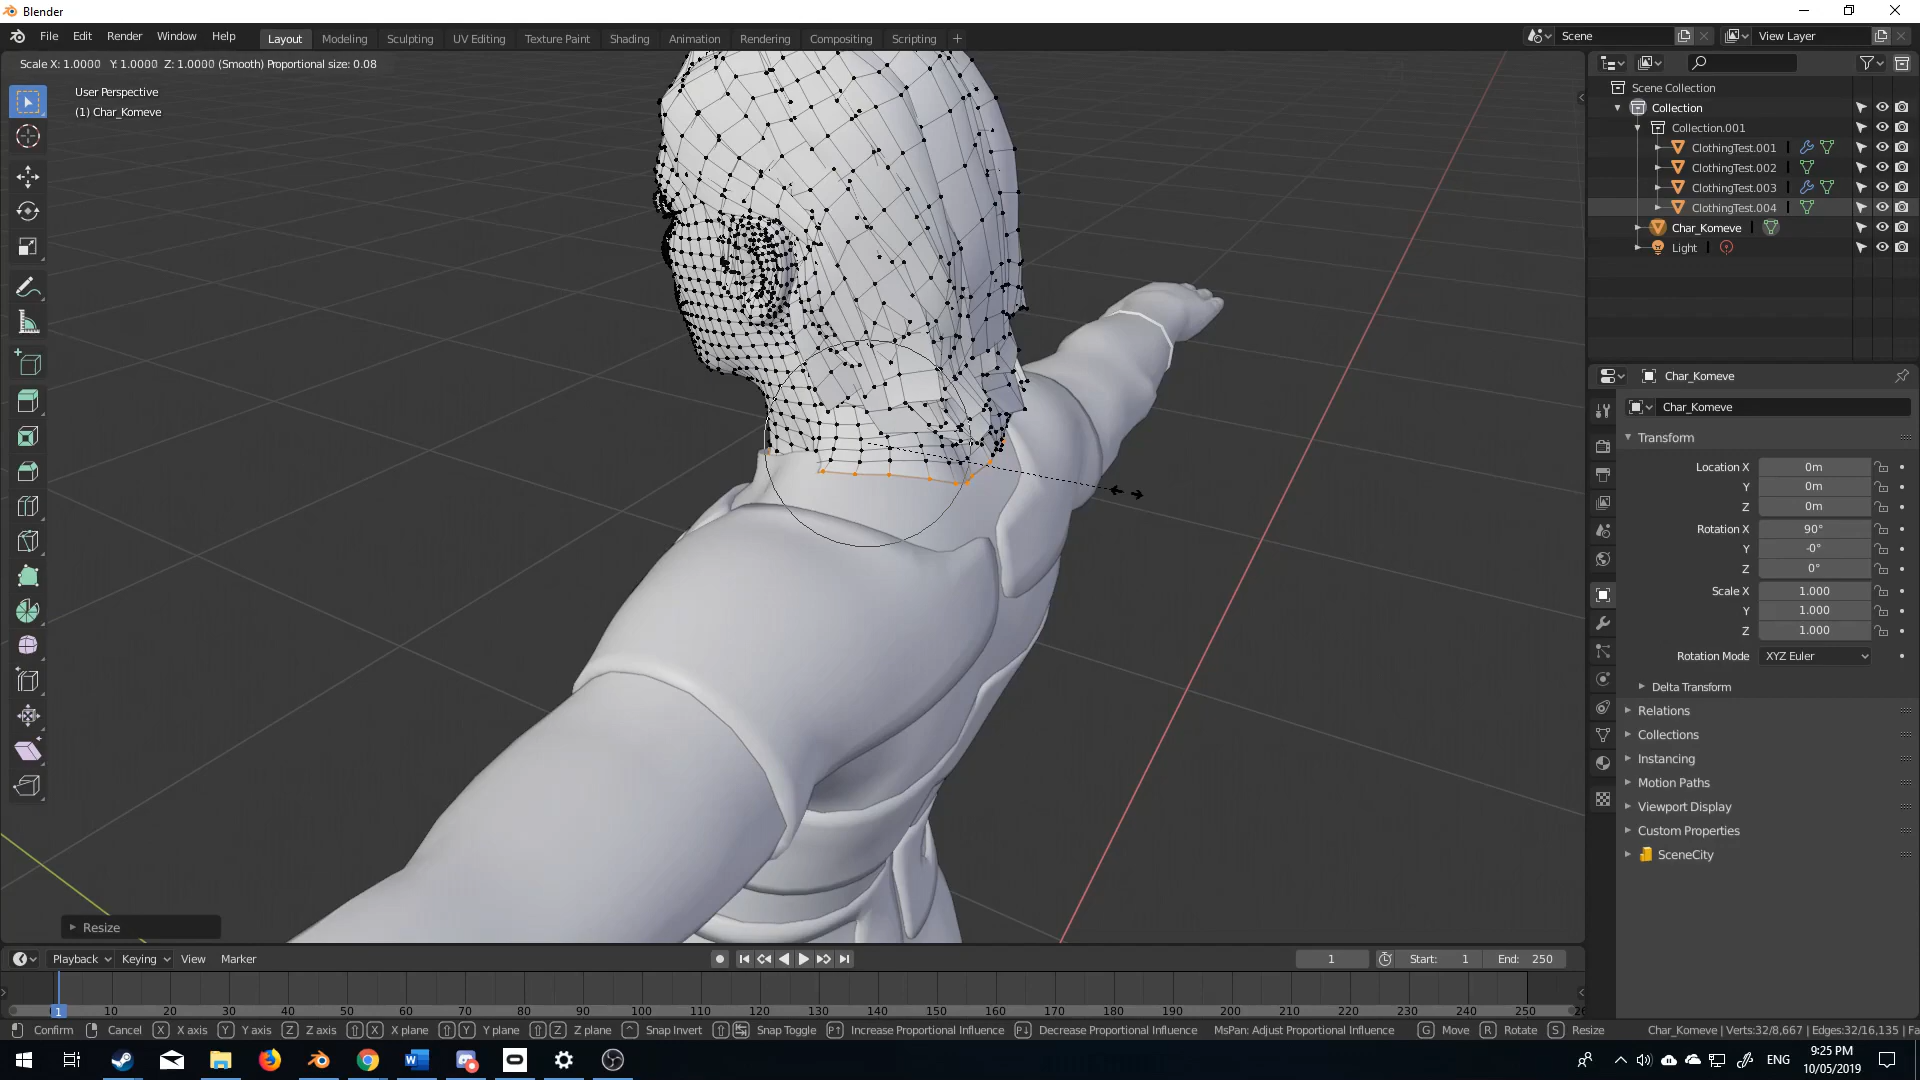 Blender
File Edit Render Window Help Layout Modeling Sculpting UV Editing Texture Paint Shading Animation Rendering Compositing Scripting + Scene View Layer
Scale X: 1.0000 Y: 1.0000 Z: 1.0000 (Smooth) Proportional size: 0.08
User Perspective
(1) Char_Komeve
Scene Collection
Collection
Collection.001
ClothingTest.001
ClothingTest.002
ClothingTest.003
ClothingTest.004
Char_Komeve
Light
Char_Komeve
Char_Komeve
Transform
Location X 0m
Y 0m
Z 0m
Rotation X 90°
Y -0°
Z 0°
Scale X 1.000
Y 1.000
Z 1.000
Rotation Mode XYZ Euler
Delta Transform
Relations
Collections
Instancing
Motion Paths
Viewport Display
Custom Properties
SceneCity
Resize
Playback Keying View Marker 1 Start: 1 End: 250
1 10 20 30 40 50 60 70 80 90 100 110 120 130 140 150 160 170 180 190 200 210 220 230 240 250 26
Confirm Cancel X X axis Y Y axis Z Z axis X X plane Y Y plane Z Z plane Snap Invert Snap Toggle Increase Proportional Influence Decrease Proportional Influence MsPan: Adjust Proportional Influence G Move R Rotate S Resize Char_Komeve | Verts:32/8,667 | Edges:32/16,135 | Fa
ENG
9:25 PM
10/05/2019